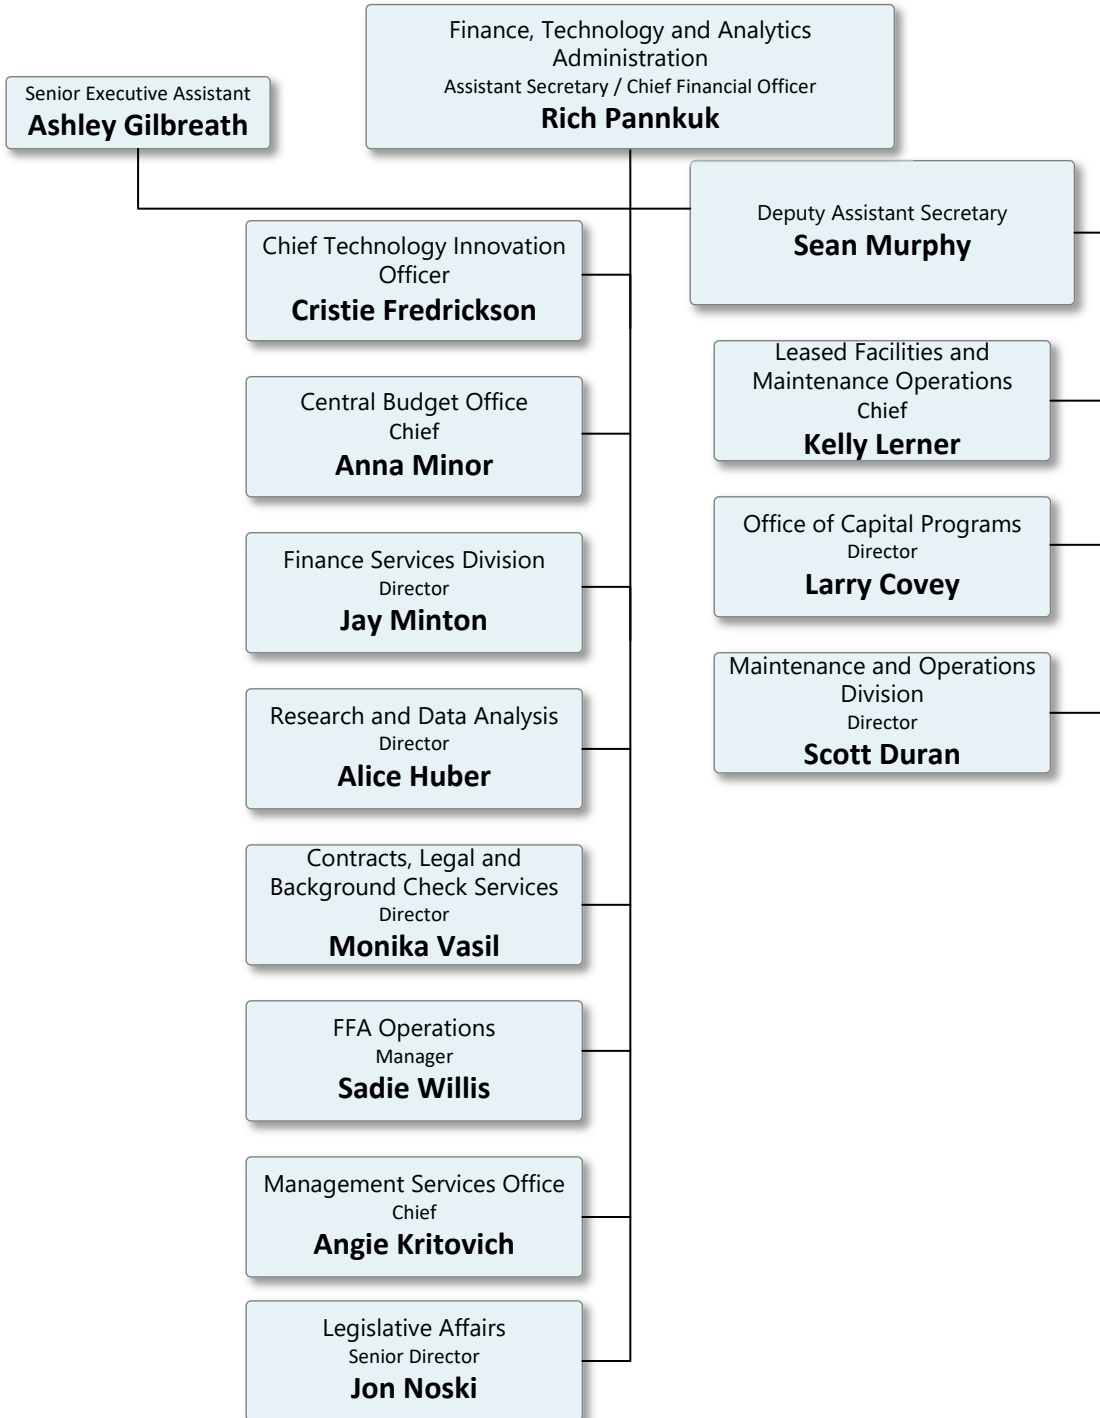 Finance, Technology and Analytics
Administration
Assistant Secretary / Chief Financial Officer
Rich Pannkuk
Senior Executive Assistant
Ashley Gilbreath
Deputy Assistant Secretary
Sean Murphy
Chief Technology Innovation
Officer
Cristie Fredrickson
Leased Facilities and
Maintenance Operations
Chief
Kelly Lerner
Central Budget Office
Chief
Anna Minor
Office of Capital Programs
Director
Larry Covey
Finance Services Division
Director
Jay Minton
Maintenance and Operations
Division
Director
Scott Duran
Research and Data Analysis
Director
Alice Huber
Contracts, Legal and
Background Check Services
Director
Monika Vasil
FFA Operations
Manager
Sadie Willis
Management Services Office
Chief
Angie Kritovich
Legislative Affairs
Senior Director
Jon Noski